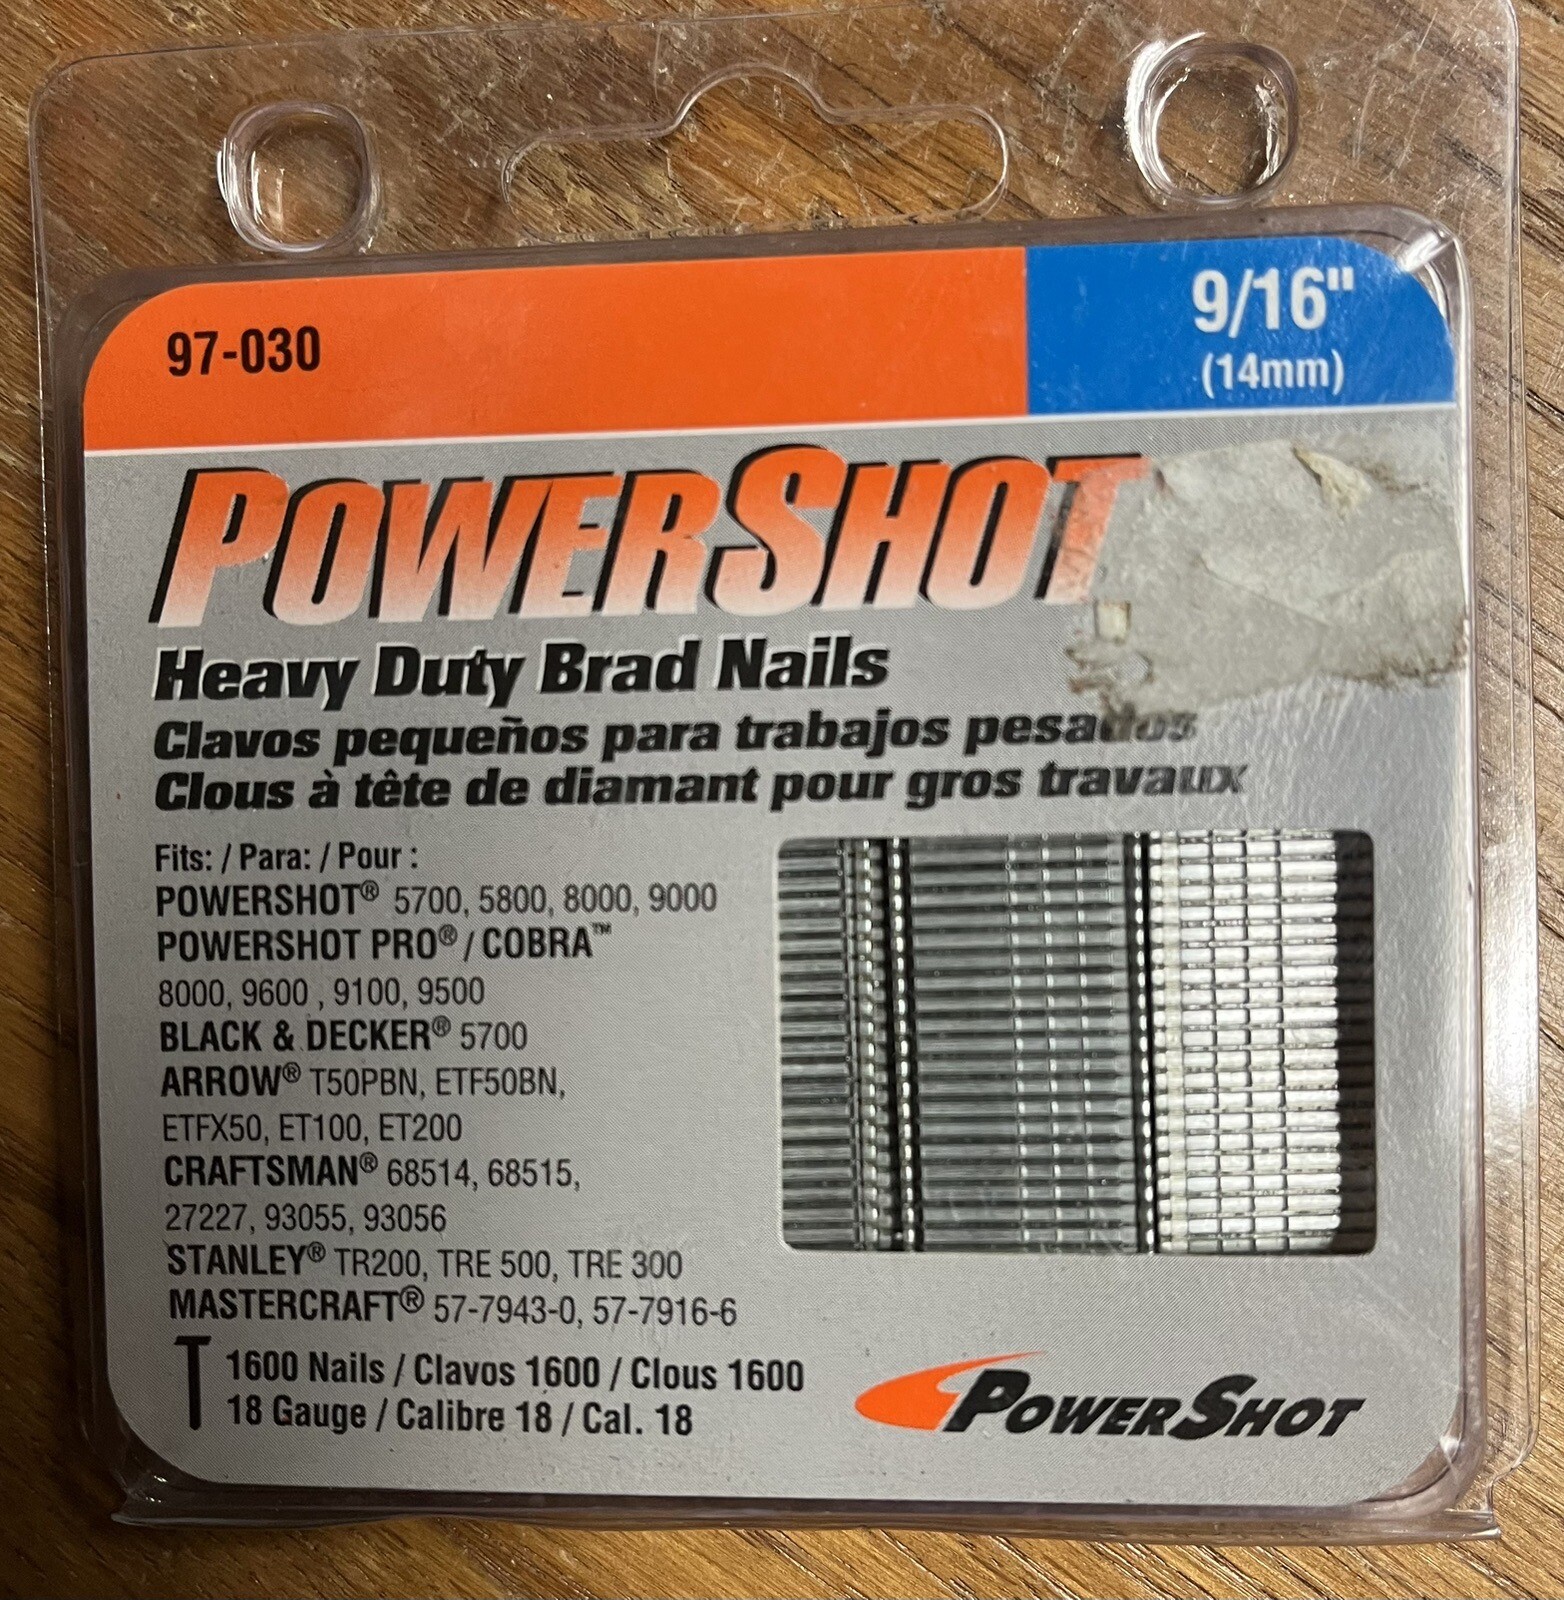 97-030
9/16"
(14mm)
POWERSHOT
Heavy Duty Brad Nails
Clavos pequeños para trabajos pesados
Clous à tête de diamant pour gros travaux
Fits: / Para: / Pour :
POWERSHOT® 5700, 5800, 8000, 9000
POWERSHOT PRO® / COBRA™
8000, 9600 , 9100, 9500
BLACK & DECKER® 5700
ARROW® T50PBN, ETF50BN,
ETFX50, ET100, ET200
CRAFTSMAN® 68514, 68515,
27227, 93055, 93056
STANLEY® TR200, TRE 500, TRE 300
MASTERCRAFT® 57-7943-0, 57-7916-6
1600 Nails / Clavos 1600 / Clous 1600
18 Gauge / Calibre 18 / Cal. 18
POWERSHOT